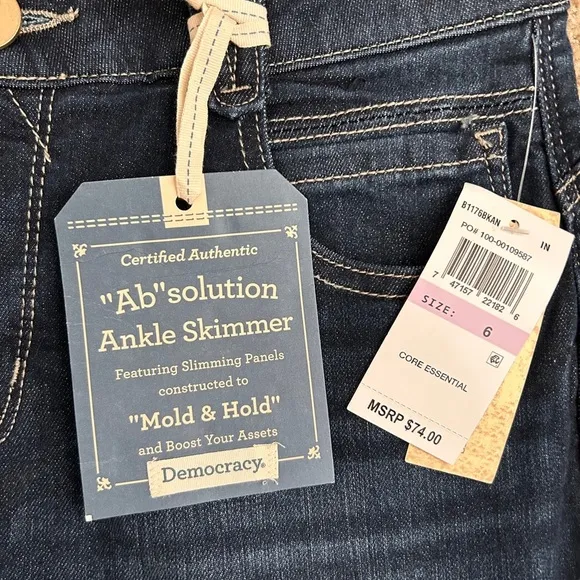 Certified Authentic
"Ab"solution
Ankle Skimmer
Featuring Slimming Panels
constructed to
"Mold & Hold"
and Boost Your Assets
Democracy®
B1176BKAN IN
PO# 100-00109587
7 47157 22182 6
SIZE: 6
CORE ESSENTIAL
MSRP $74.00